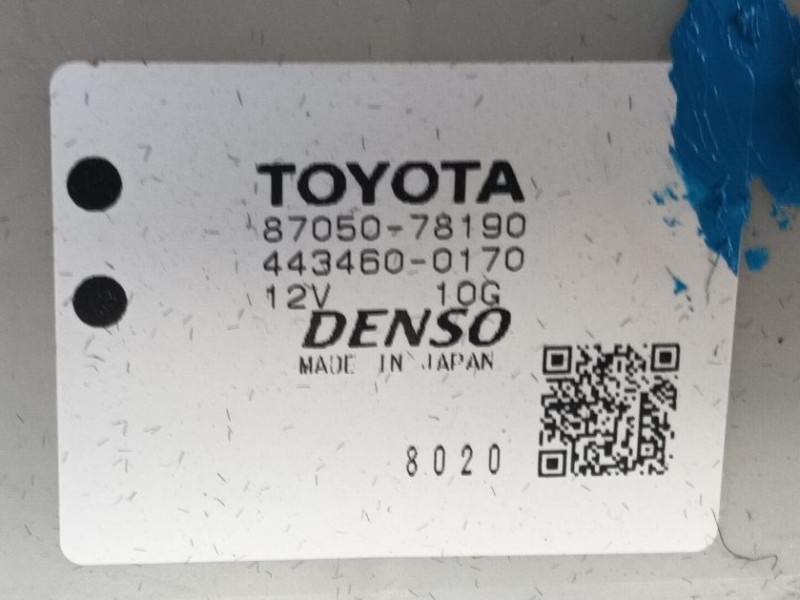 TOYOTA
87050-78190
443460-0170
12V 10G
DENSO
MADE IN JAPAN
8020